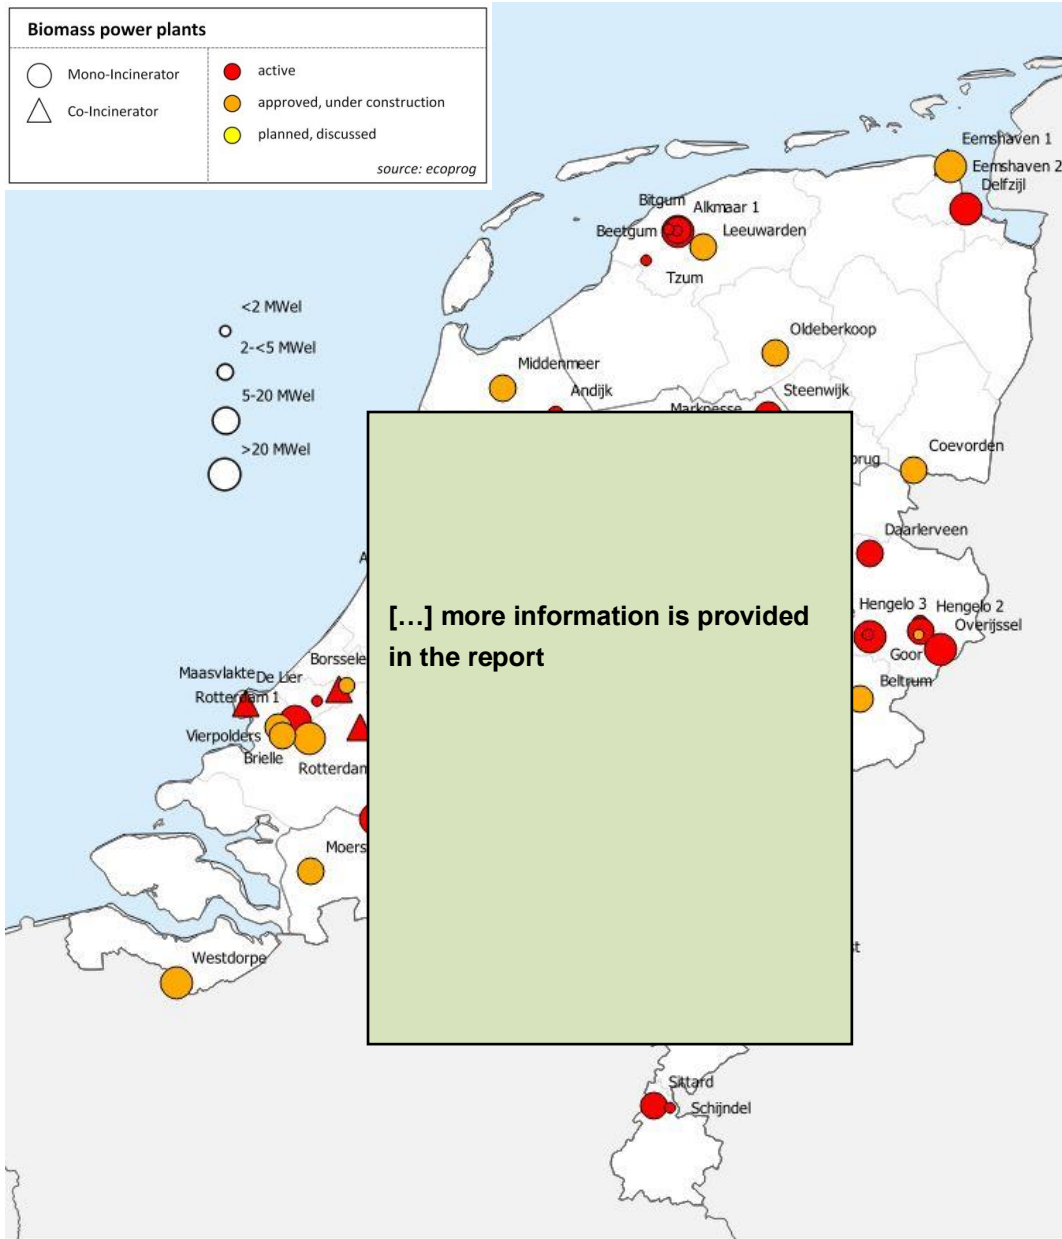 Biomass power plants
Mono-Incinerator
Co-Incinerator
active
approved, under construction
planned, discussed
source: ecoprog
Eemshaven 1
Eemshaven 2
Delfzijl
Bitgum
Alkmaar 1
Beetgum
Leeuwarden
Tzum
<2 MWel
2-<5 MWel
5-20 MWel
>20 MWel
Oldeberkoop
Middenmeer
Andijk
Steenwijk
Marknesse
brug
Coevorden
Daarlerveen
A
[…] more information is provided
in the report
Hengelo 3
Hengelo 2
Overijssel
Goor
Beltrum
Borssele
Maasvlakte
De Lier
Rotterdam 1
Vierpolders
Brielle
Rotterdam
Moers
st
Westdorpe
Sittard
Schijndel